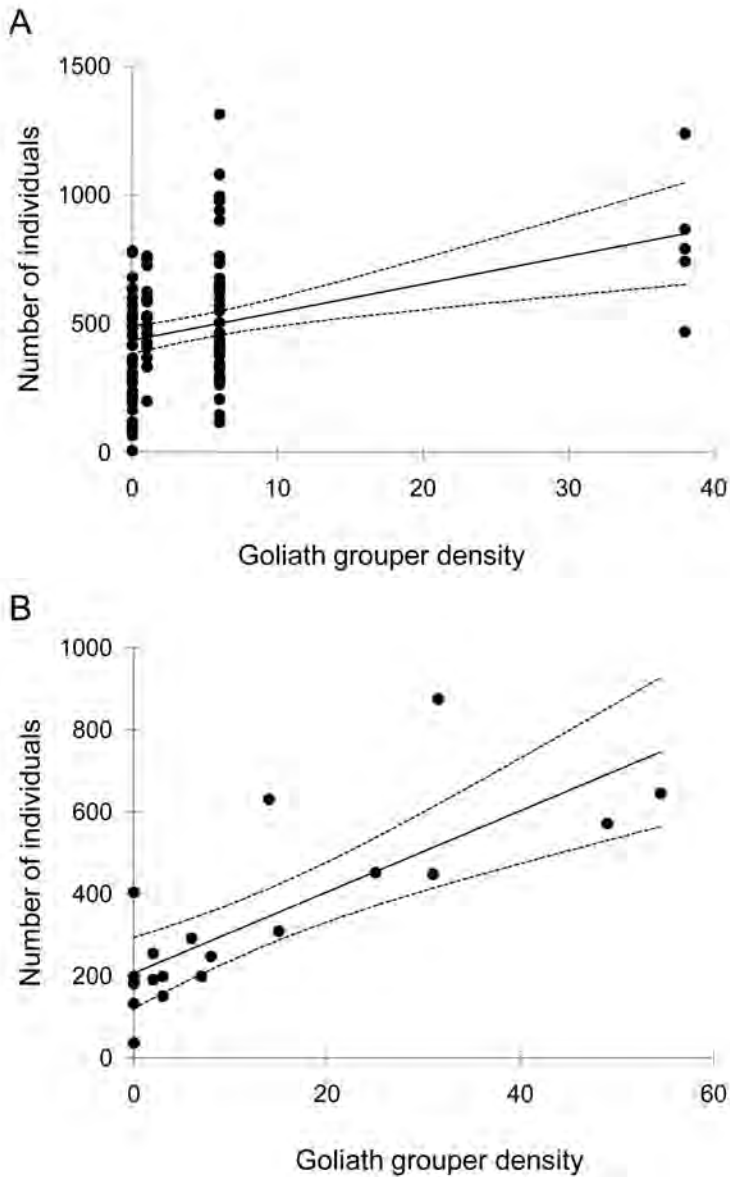 A
1500
1000
500
0
Number of individuals
0 10 20 30 40
Goliath grouper density
B
1000
800
600
400
200
0
Number of individuals
0 20 40 60
Goliath grouper density